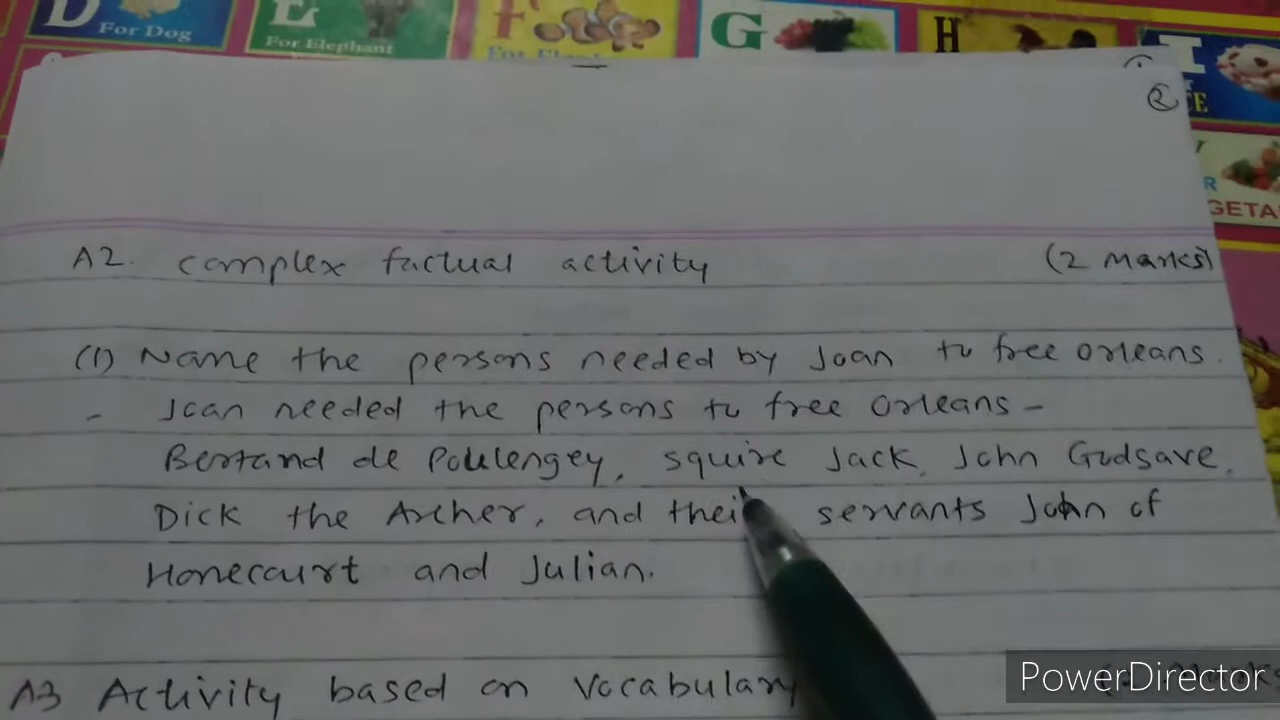 D For Dog
E For Elephant
F
G
H
I
②
A2. complex factual activity (2 Marks)
(1) Name the persons needed by Joan to free orleans.
- Joan needed the persons to free Orleans -
Bertand de Poulengey, squire Jack, John Godsave,
Dick the Archer, and their servants John of
Honecourt and Julian.
A3 Activity based on Vocabulary
PowerDirector